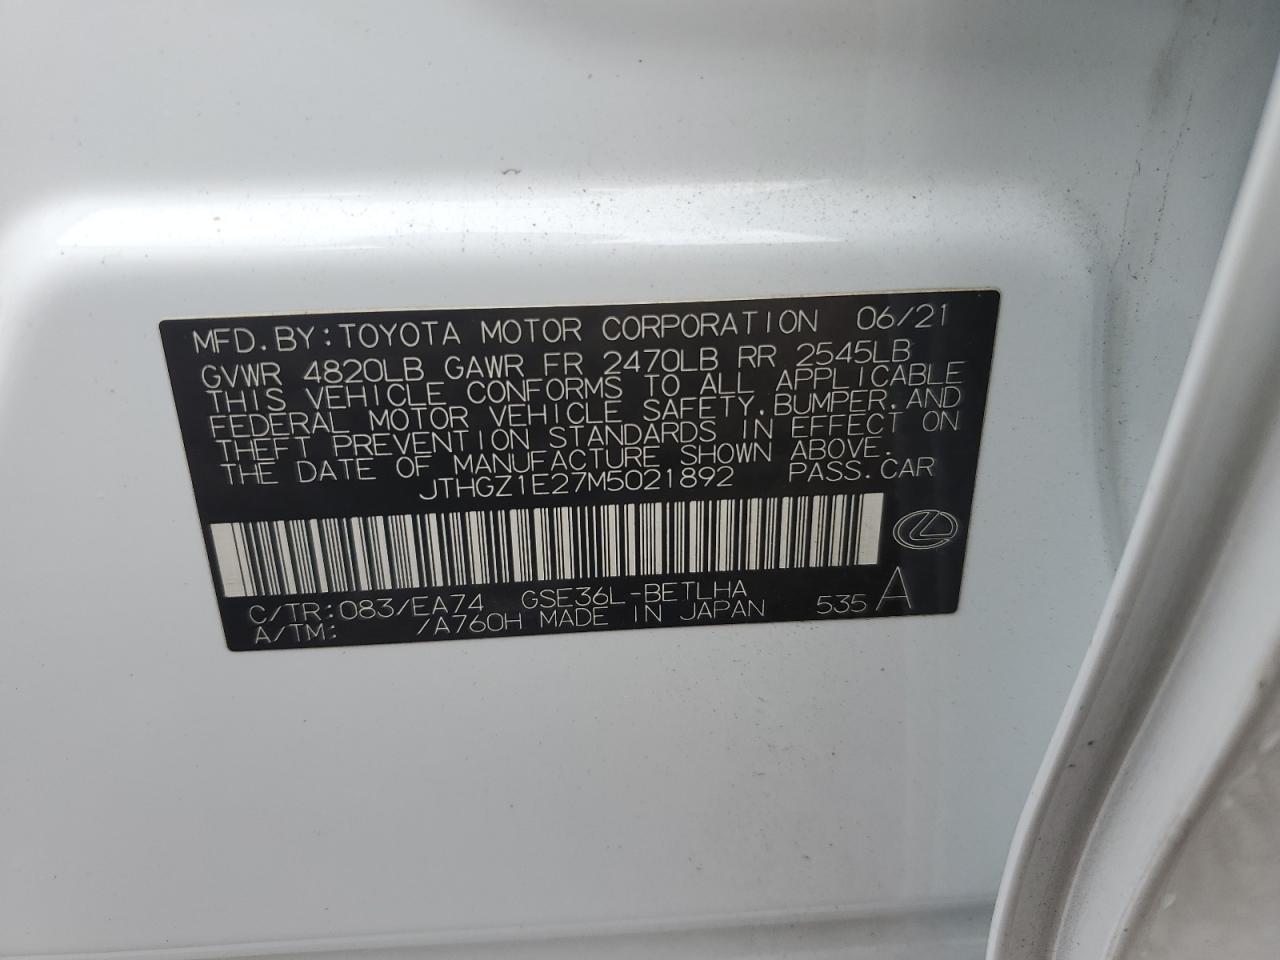 MFD.BY:TOYOTA MOTOR CORPORATION 06/21
GVWR 4820LB GAWR FR 2470LB RR 2545LB
THIS VEHICLE CONFORMS TO ALL APPLICABLE
FEDERAL MOTOR VEHICLE SAFETY,BUMPER,AND
THEFT PREVENTION STANDARDS IN EFFECT ON
THE DATE OF MANUFACTURE SHOWN ABOVE.
JTHGZ1E27M5021892 PASS.CAR
C/TR:083/EA74 GSE36L-BETLHA
A/TM: /A760H MADE IN JAPAN 535 A